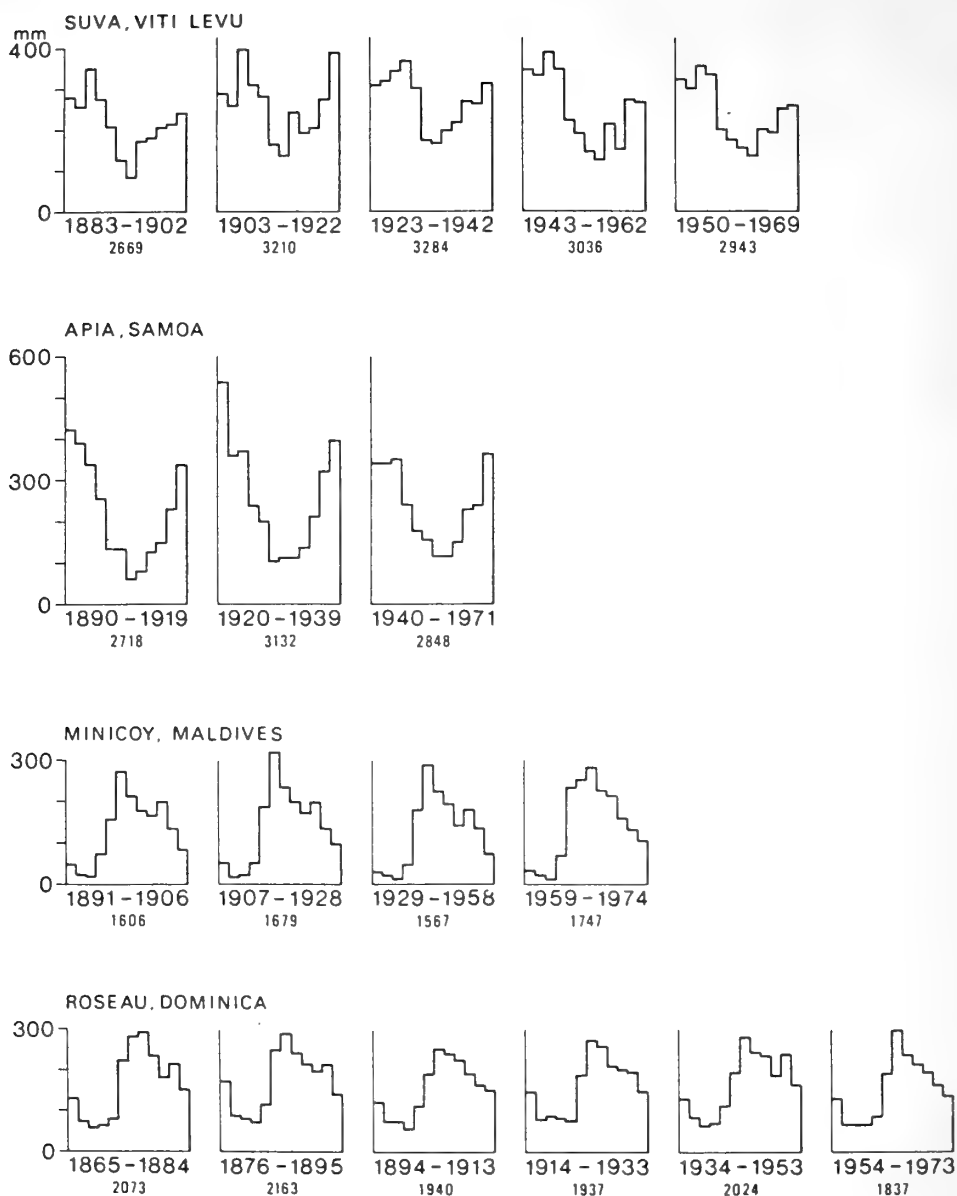 SUVA, VITI LEVU
mm
400
0
1883-1902 1903-1922 1923-1942 1943-1962 1950-1969
2669 3210 3284 3036 2943
APIA, SAMOA
600
300
0
1890-1919 1920-1939 1940-1971
2718 3132 2848
MINICOY, MALDIVES
300
0
1891-1906 1907-1928 1929-1958 1959-1974
1606 1679 1567 1747
ROSEAU, DOMINICA
300
0
1865-1884 1876-1895 1894-1913 1914-1933 1934-1953 1954-1973
2073 2163 1940 1937 2024 1837